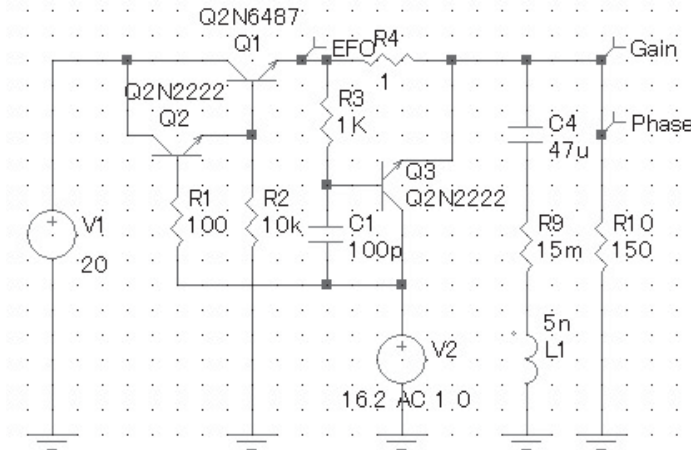 Q2N6487
Q1
EFO
R4
1
Gain
Q2N2222
Q2
R3
1K
C4
47u
Phase
Q3
Q2N2222
R1
100
R2
10k
C1
100p
R9
15m
R10
150
V1
20
5n
L1
V2
16.2 AC 1 0